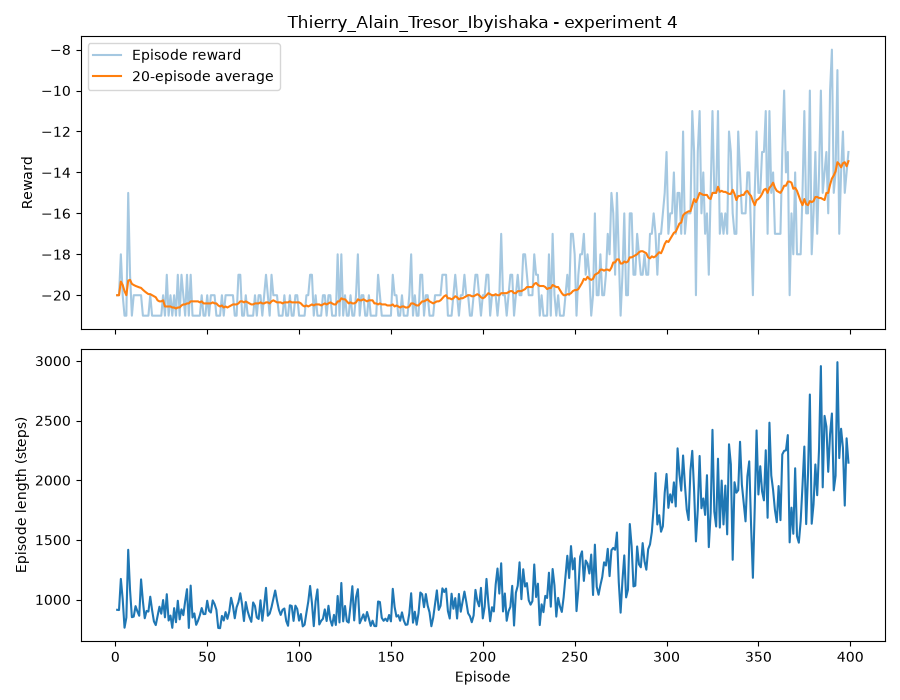 Thierry_Alain_Tresor_Ibyishaka - experiment 4
Episode reward
20-episode average
−8
−10
−12
−14
−16
−18
−20
Reward
3000
2500
2000
1500
1000
Episode length (steps)
0 50 100 150 200 250 300 350 400
Episode